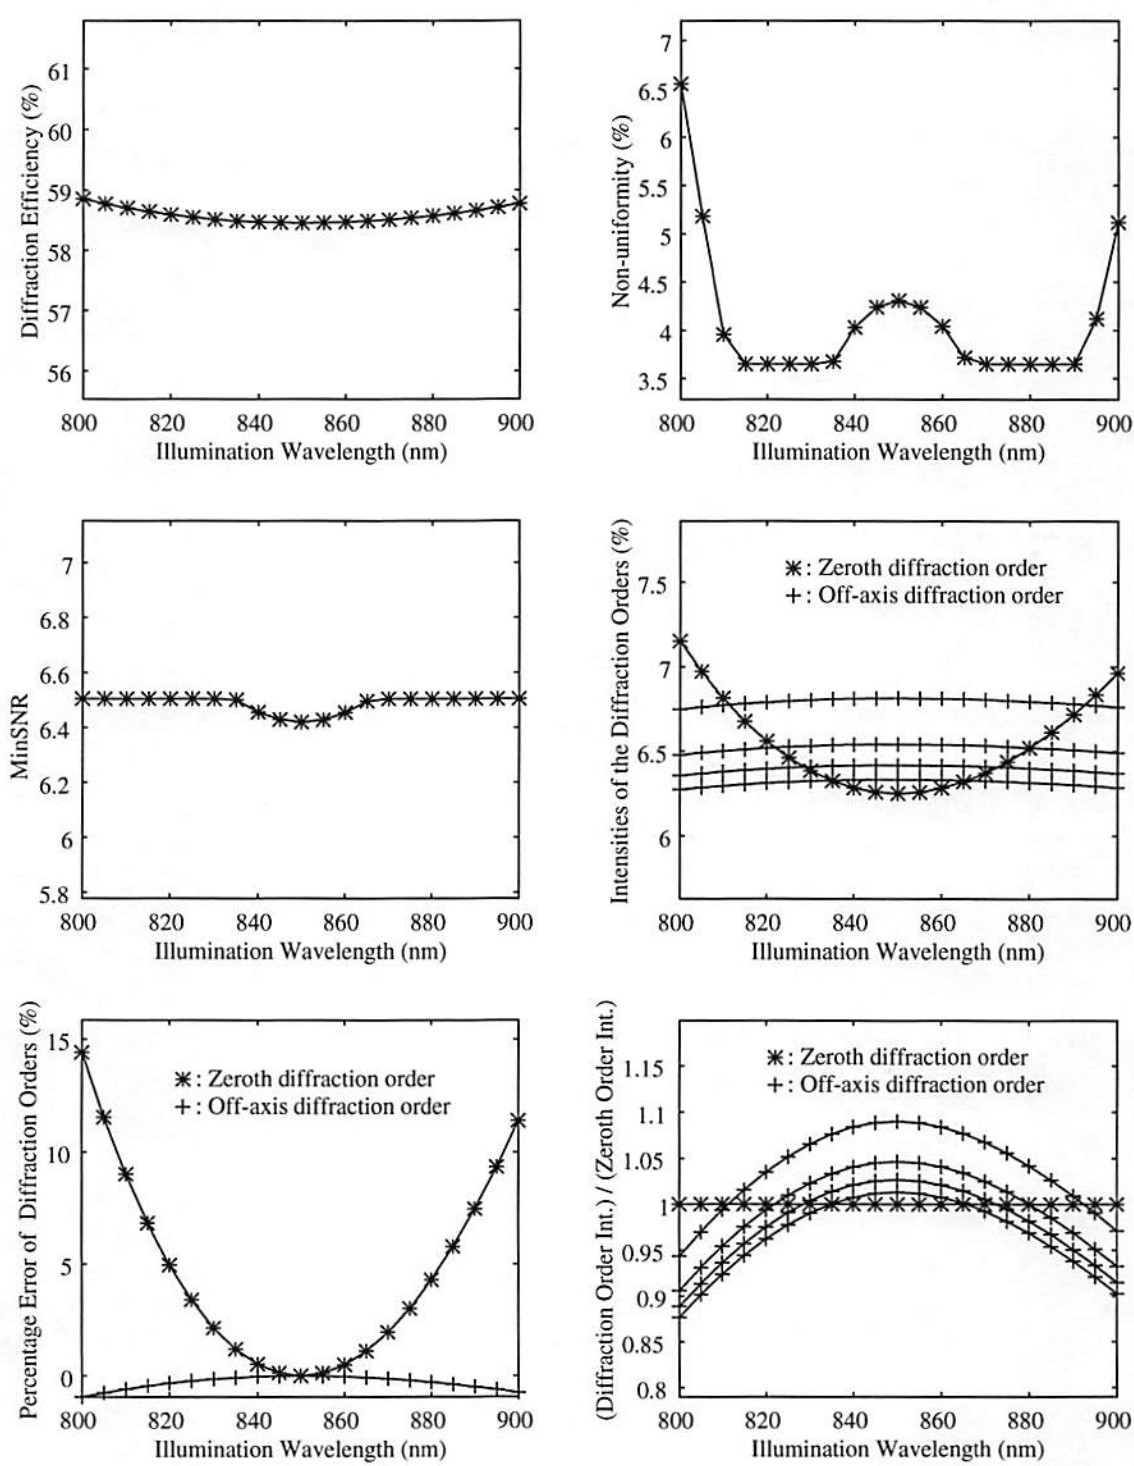 Diffraction Efficiency (%)
61
60
59
58
57
56
800 820 840 860 880 900
Illumination Wavelength (nm)
Non-uniformity (%)
7
6.5
6
5.5
5
4.5
4
3.5
800 820 840 860 880 900
Illumination Wavelength (nm)
MinSNR
7
6.8
6.6
6.4
6.2
6
5.8
800 820 840 860 880 900
Illumination Wavelength (nm)
Intensities of the Diffraction Orders (%)
7.5
7
6.5
6
✳: Zeroth diffraction order
+: Off-axis diffraction order
800 820 840 860 880 900
Illumination Wavelength (nm)
Percentage Error of Diffraction Orders (%)
15
10
5
0
✳: Zeroth diffraction order
+: Off-axis diffraction order
800 820 840 860 880 900
Illumination Wavelength (nm)
(Diffraction Order Int.) / (Zeroth Order Int.)
1.15
1.1
1.05
1
0.95
0.9
0.85
0.8
✳: Zeroth diffraction order
+: Off-axis diffraction order
800 820 840 860 880 900
Illumination Wavelength (nm)